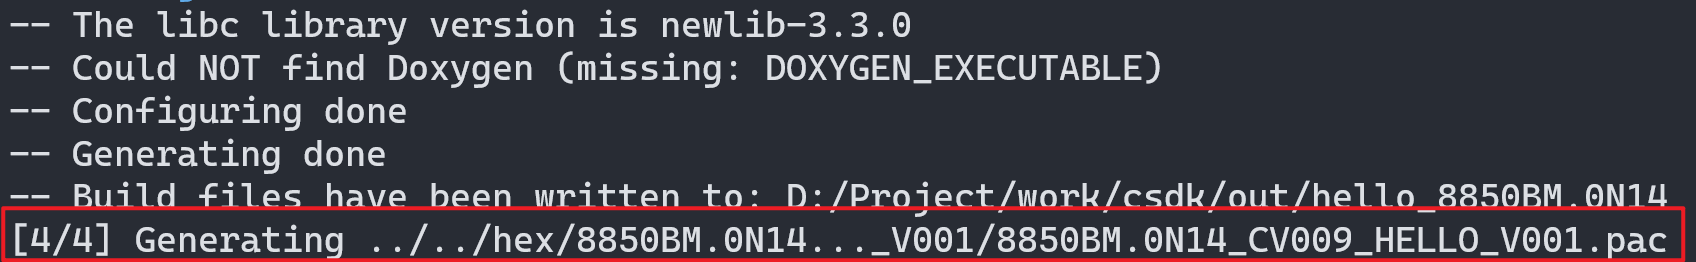 -- The libc library version is newlib-3.3.0
-- Could NOT find Doxygen (missing: DOXYGEN_EXECUTABLE)
-- Configuring done
-- Generating done
-- Build files have been written to: D:/Project/work/csdk/out/hello_8850BM.0N14
[4/4] Generating ../../hex/8850BM.0N14..._V001/8850BM.0N14_CV009_HELLO_V001.pac